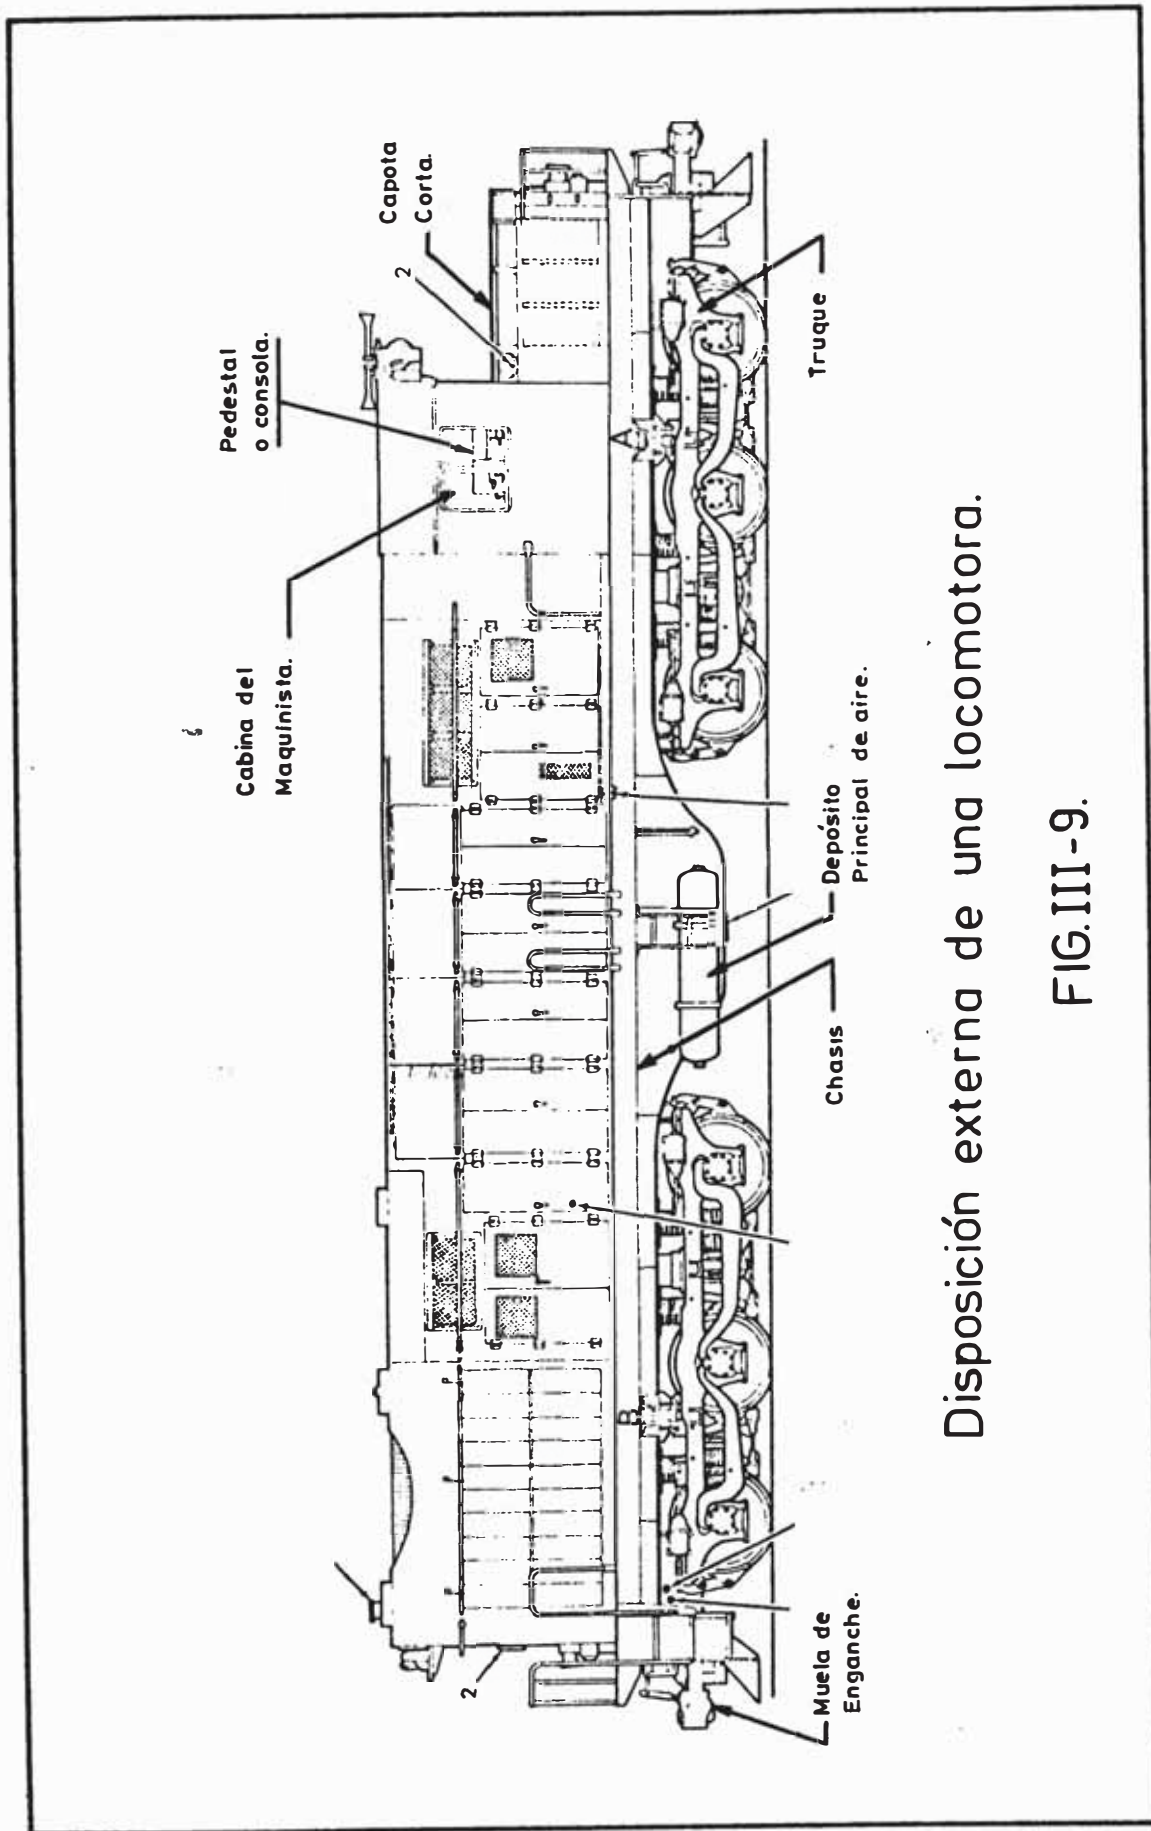 Cabina del
Maquinista.
Pedestal
o consola.
Capota
Corta.
2
2
Muela de
Enganche.
Chasis
Depósito
Principal de aire.
Truque
Disposición externa de una locomotora.
FIG.III-9.